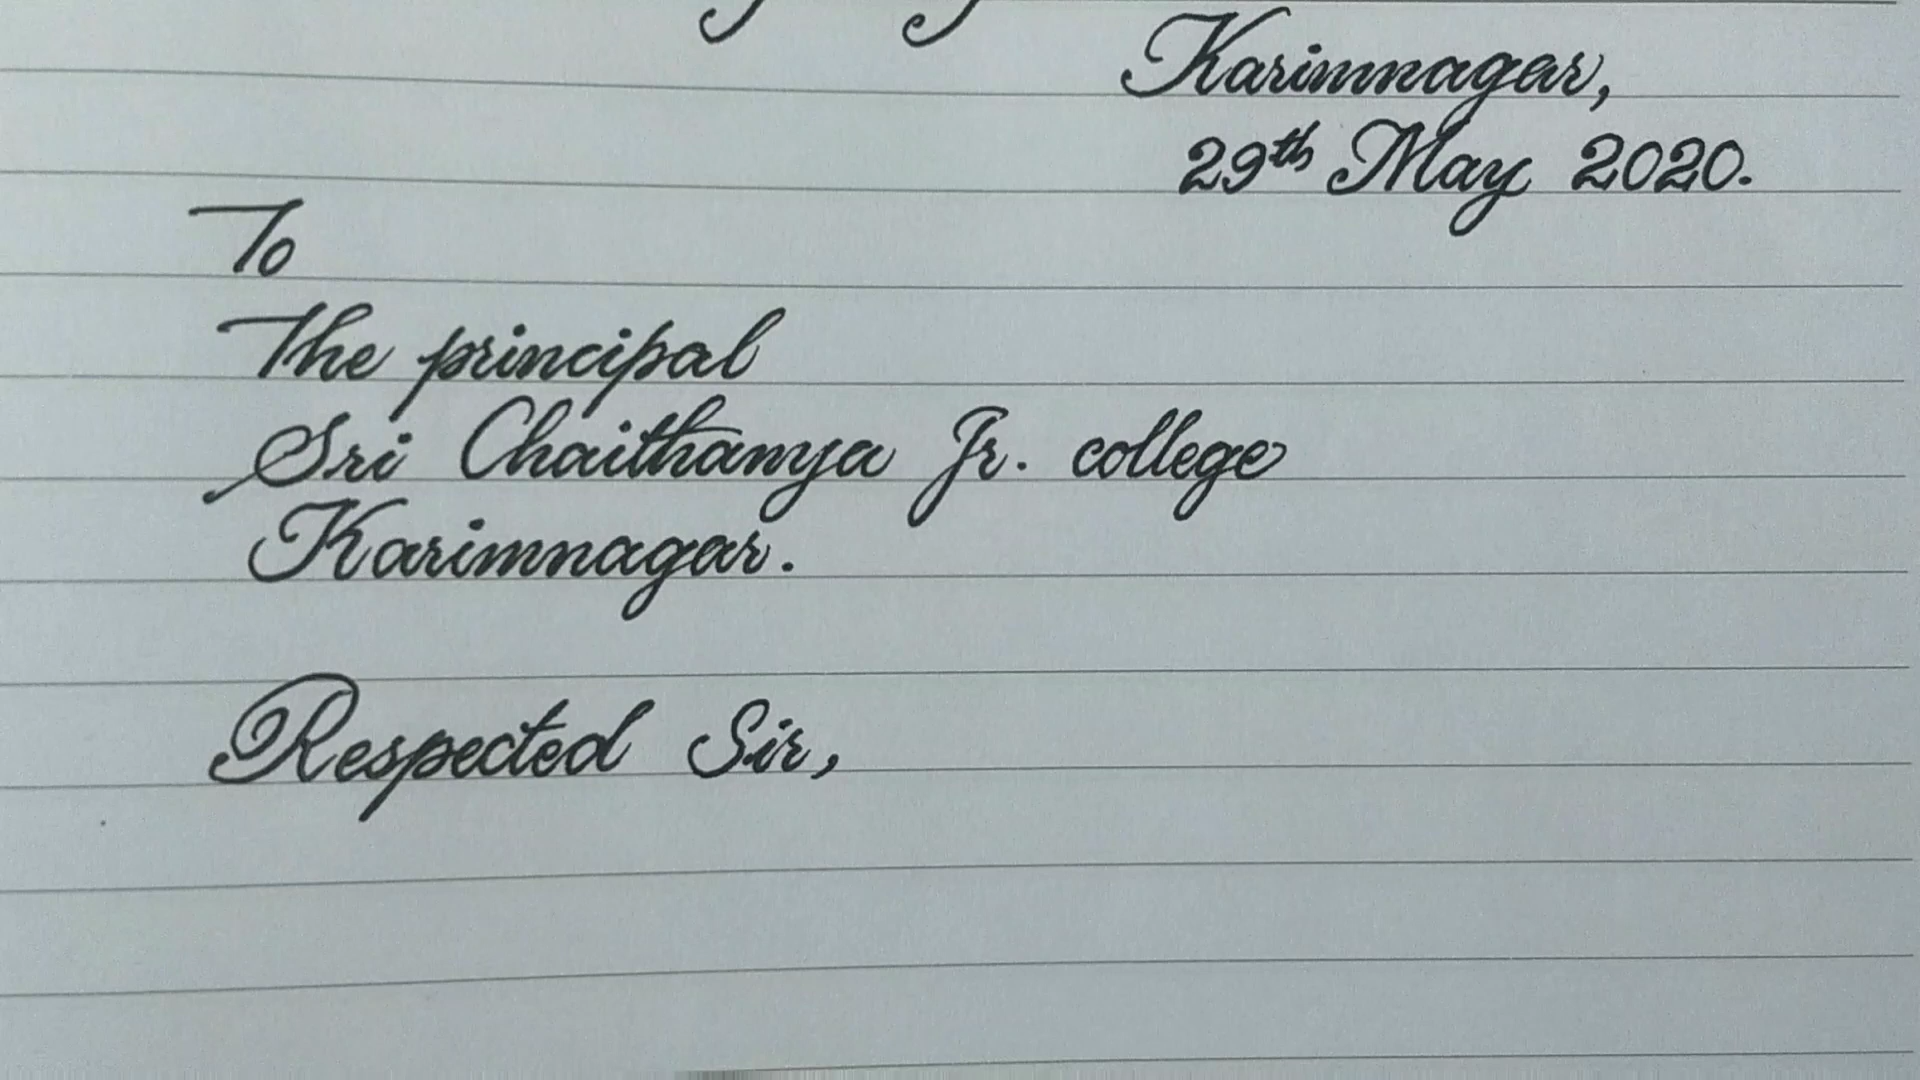 Karimnagar,
29th May 2020.
To
The principal
Sri Chaithanya Jr. college
Karimnagar.
Respected Sir,